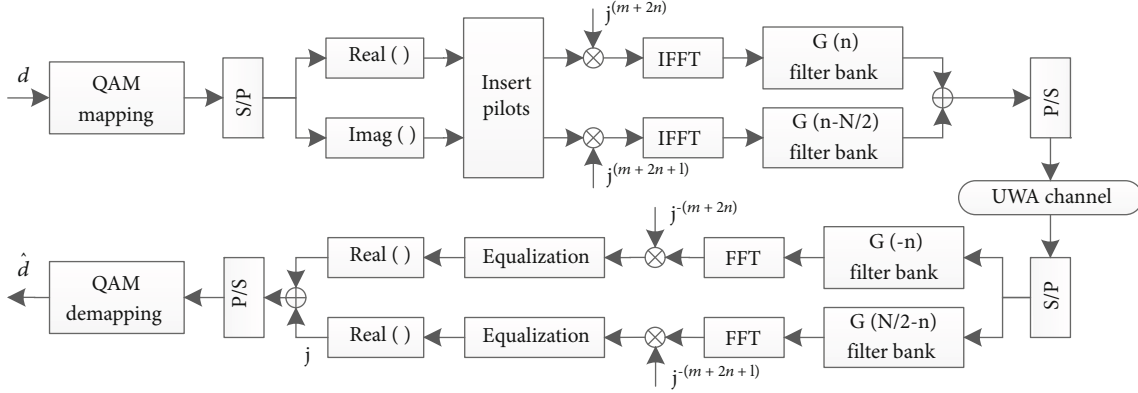 d
QAM
mapping
S/P
Real ( )
Imag ( )
Insert
pilots
j(m + 2n)
j(m + 2n + 1)
IFFT
IFFT
G (n)
filter bank
G (n-N/2)
filter bank
P/S
UWA channel
S/P
G (-n)
filter bank
G (N/2-n)
filter bank
FFT
FFT
j-(m + 2n)
j-(m + 2n + 1)
Equalization
Equalization
Real ( )
Real ( )
j
P/S
QAM
demapping
d̂